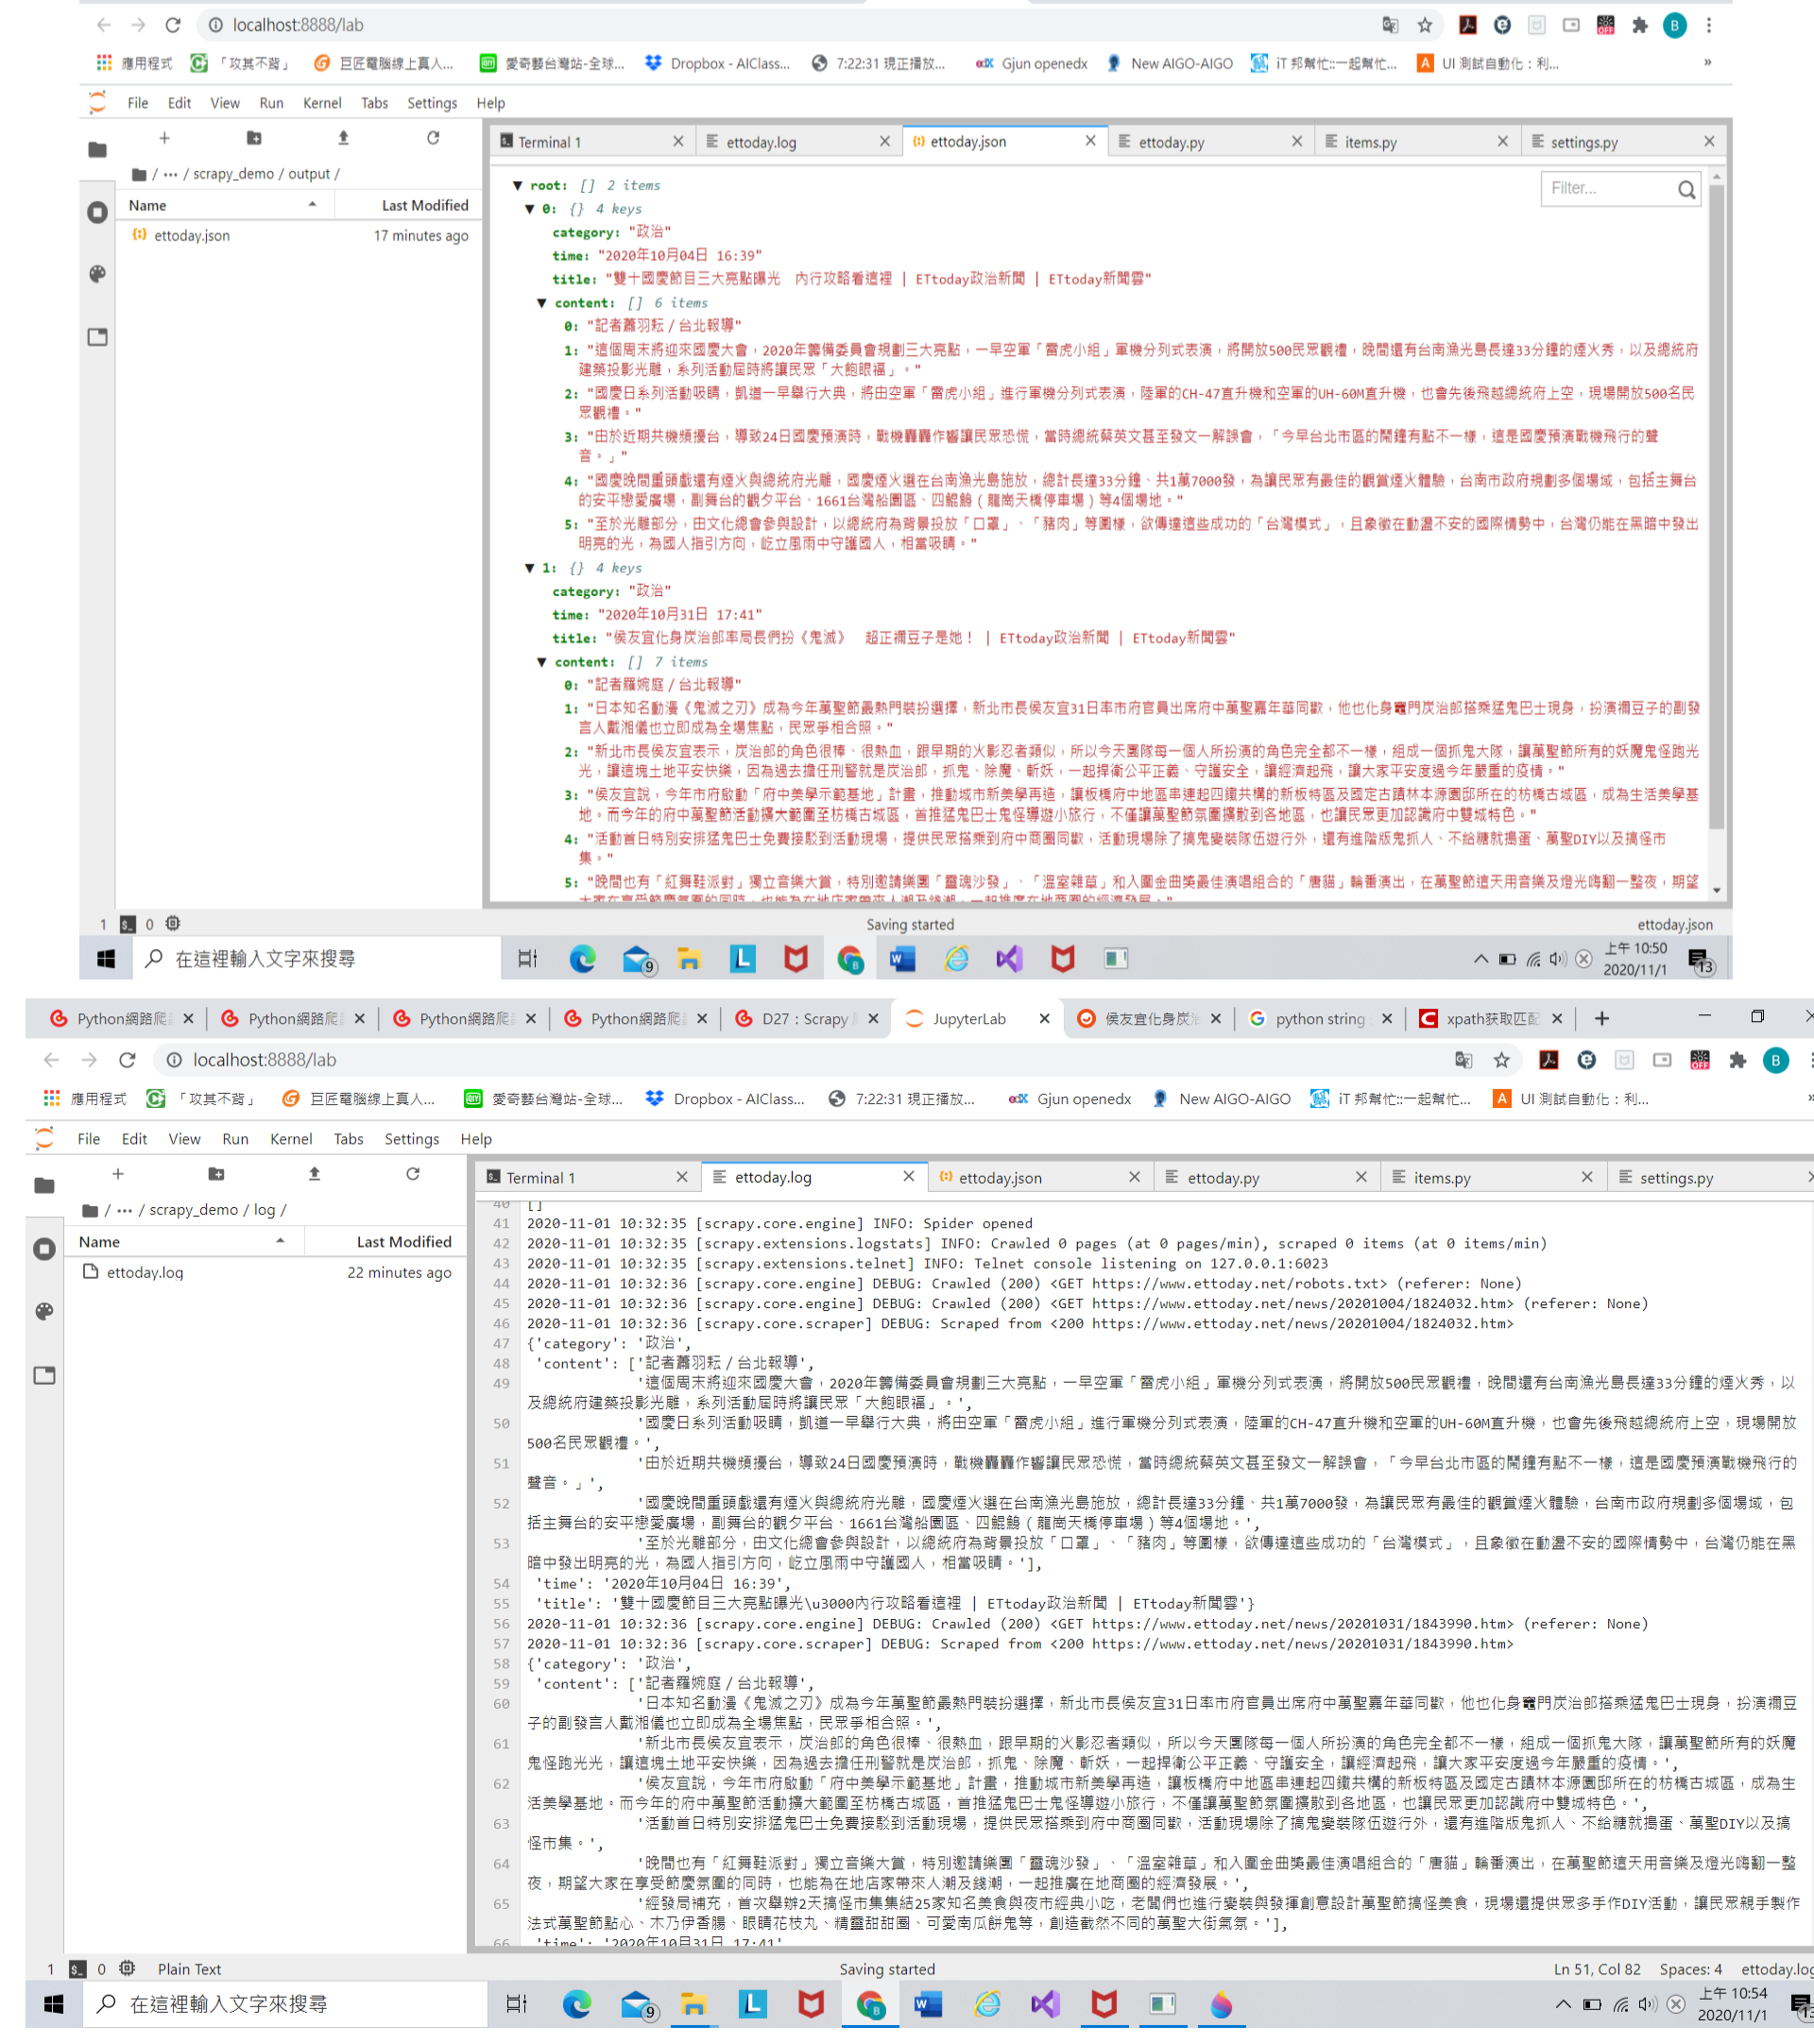 localhost:8888/lab
應用程式 「攻其不背」 巨匠電腦線上真人... 愛奇藝台灣站-全球... Dropbox - AIClass... 7:22:31 現正播放... Gjun openedx New AIGO-AIGO iT 邦幫忙::一起幫忙... UI 測試自動化：利... »
File Edit View Run Kernel Tabs Settings Help
Terminal 1 ettoday.log ettoday.json ettoday.py items.py settings.py
/ ··· / scrapy_demo / output /
Name Last Modified
ettoday.json 17 minutes ago
Filter...
root: [] 2 items
0: {} 4 keys
category: "政治"
time: "2020年10月04日 16:39"
title: "雙十國慶節目三大亮點曝光　內行攻略看這裡 | ETtoday政治新聞 | ETtoday新聞雲"
content: [] 6 items
0: "記者蕭羽耘／台北報導"
1: "這個周末將迎來國慶大會，2020年籌備委員會規劃三大亮點，一早空軍「雷虎小組」軍機分列式表演，將開放500民眾觀禮，晚間還有台南漁光島長達33分鐘的煙火秀，以及總統府
建築投影光雕，系列活動屆時將讓民眾「大飽眼福」。"
2: "國慶日系列活動吸睛，凱道一早舉行大典，將由空軍「雷虎小組」進行軍機分列式表演，陸軍的CH-47直升機和空軍的UH-60M直升機，也會先後飛越總統府上空，現場開放500名民
眾觀禮。"
3: "由於近期共機頻擾台，導致24日國慶預演時，戰機轟轟作響讓民眾恐慌，當時總統蔡英文甚至發文一解誤會，「今早台北市區的鬧鐘有點不一樣，這是國慶預演戰機飛行的聲
音。」"
4: "國慶晚間重頭戲還有煙火與總統府光雕，國慶煙火選在台南漁光島施放，總計長達33分鐘、共1萬7000發，為讓民眾有最佳的觀賞煙火體驗，台南市政府規劃多個場域，包括主舞台
的安平戀愛廣場，副舞台的觀夕平台、1661台灣船園區、四鯤鯓（龍崗天橋停車場）等4個場地。"
5: "至於光雕部分，由文化總會參與設計，以總統府為背景投放「口罩」、「豬肉」等圖樣，欲傳達這些成功的「台灣模式」，且象徵在動盪不安的國際情勢中，台灣仍能在黑暗中發出
明亮的光，為國人指引方向，屹立風雨中守護國人，相當吸睛。"
1: {} 4 keys
category: "政治"
time: "2020年10月31日 17:41"
title: "侯友宜化身炭治郎率局長們扮《鬼滅》　超正禰豆子是她！ | ETtoday政治新聞 | ETtoday新聞雲"
content: [] 7 items
0: "記者羅婉庭／台北報導"
1: "日本知名動漫《鬼滅之刃》成為今年萬聖節最熱門裝扮選擇，新北市長侯友宜31日率市府官員出席府中萬聖嘉年華同歡，他也化身竈門炭治郎搭乘猛鬼巴士現身，扮演禰豆子的副發
言人戴湘儀也立即成為全場焦點，民眾爭相合照。"
2: "新北市長侯友宜表示，炭治郎的角色很棒、很熱血，跟早期的火影忍者類似，所以今天團隊每一個人所扮演的角色完全都不一樣，組成一個抓鬼大隊，讓萬聖節所有的妖魔鬼怪跑光
光，讓這塊土地平安快樂，因為過去擔任刑警就是炭治郎，抓鬼、除魔、斬妖，一起捍衛公平正義、守護安全，讓經濟起飛，讓大家平安度過今年嚴重的疫情。"
3: "侯友宜說，今年市府啟動「府中美學示範基地」計畫，推動城市新美學再造，讓板橋府中地區串連起四鐵共構的新板特區及國定古蹟林本源園邸所在的枋橋古城區，成為生活美學基
地。而今年的府中萬聖節活動擴大範圍至枋橋古城區，首推猛鬼巴士鬼怪導遊小旅行，不僅讓萬聖節氛圍擴散到各地區，也讓民眾更加認識府中雙城特色。"
4: "活動首日特別安排猛鬼巴士免費接駁到活動現場，提供民眾搭乘到府中商圈同歡，活動現場除了搞鬼變裝隊伍遊行外，還有進階版鬼抓人、不給糖就搗蛋、萬聖DIY以及搞怪市
集。"
5: "晚間也有「紅舞鞋派對」獨立音樂大賞，特別邀請樂團「靈魂沙發」、「溫室雜草」和入圍金曲獎最佳演唱組合的「唐貓」輪番演出，在萬聖節這天用音樂及燈光嗨翻一整夜，期望
大家在享受節慶氛圍的同時，也能為在地店家帶來人潮及錢潮，一起推廣在地商圈的經濟發展。"
1 0 Saving started ettoday.json
在這裡輸入文字來搜尋 9 上午 10:50
2020/11/1 13
Python網路爬 Python網路爬 Python網路爬 Python網路爬 D27：Scrapy JupyterLab 侯友宜化身炭 python string xpath获取匹配
localhost:8888/lab
應用程式 「攻其不背」 巨匠電腦線上真人... 愛奇藝台灣站-全球... Dropbox - AIClass... 7:22:31 現正播放... Gjun openedx New AIGO-AIGO iT 邦幫忙::一起幫忙... UI 測試自動化：利...
File Edit View Run Kernel Tabs Settings Help
Terminal 1 ettoday.log ettoday.json ettoday.py items.py settings.py
/ ··· / scrapy_demo / log /
Name Last Modified
ettoday.log 22 minutes ago
40 []
41 2020-11-01 10:32:35 [scrapy.core.engine] INFO: Spider opened
42 2020-11-01 10:32:35 [scrapy.extensions.logstats] INFO: Crawled 0 pages (at 0 pages/min), scraped 0 items (at 0 items/min)
43 2020-11-01 10:32:35 [scrapy.extensions.telnet] INFO: Telnet console listening on 127.0.0.1:6023
44 2020-11-01 10:32:36 [scrapy.core.engine] DEBUG: Crawled (200) <GET https://www.ettoday.net/robots.txt> (referer: None)
45 2020-11-01 10:32:36 [scrapy.core.engine] DEBUG: Crawled (200) <GET https://www.ettoday.net/news/20201004/1824032.htm> (referer: None)
46 2020-11-01 10:32:36 [scrapy.core.scraper] DEBUG: Scraped from <200 https://www.ettoday.net/news/20201004/1824032.htm>
47 {'category': '政治',
48 'content': ['記者蕭羽耘／台北報導',
49 '這個周末將迎來國慶大會，2020年籌備委員會規劃三大亮點，一早空軍「雷虎小組」軍機分列式表演，將開放500民眾觀禮，晚間還有台南漁光島長達33分鐘的煙火秀，以
及總統府建築投影光雕，系列活動屆時將讓民眾「大飽眼福」。',
50 '國慶日系列活動吸睛，凱道一早舉行大典，將由空軍「雷虎小組」進行軍機分列式表演，陸軍的CH-47直升機和空軍的UH-60M直升機，也會先後飛越總統府上空，現場開放
500名民眾觀禮。',
51 '由於近期共機頻擾台，導致24日國慶預演時，戰機轟轟作響讓民眾恐慌，當時總統蔡英文甚至發文一解誤會，「今早台北市區的鬧鐘有點不一樣，這是國慶預演戰機飛行的
聲音。」',
52 '國慶晚間重頭戲還有煙火與總統府光雕，國慶煙火選在台南漁光島施放，總計長達33分鐘、共1萬7000發，為讓民眾有最佳的觀賞煙火體驗，台南市政府規劃多個場域，包
括主舞台的安平戀愛廣場，副舞台的觀夕平台、1661台灣船園區、四鯤鯓（龍崗天橋停車場）等4個場地。',
53 '至於光雕部分，由文化總會參與設計，以總統府為背景投放「口罩」、「豬肉」等圖樣，欲傳達這些成功的「台灣模式」，且象徵在動盪不安的國際情勢中，台灣仍能在黑
暗中發出明亮的光，為國人指引方向，屹立風雨中守護國人，相當吸睛。'],
54 'time': '2020年10月04日 16:39',
55 'title': '雙十國慶節目三大亮點曝光\u3000內行攻略看這裡 | ETtoday政治新聞 | ETtoday新聞雲'}
56 2020-11-01 10:32:36 [scrapy.core.engine] DEBUG: Crawled (200) <GET https://www.ettoday.net/news/20201031/1843990.htm> (referer: None)
57 2020-11-01 10:32:36 [scrapy.core.scraper] DEBUG: Scraped from <200 https://www.ettoday.net/news/20201031/1843990.htm>
58 {'category': '政治',
59 'content': ['記者羅婉庭／台北報導',
60 '日本知名動漫《鬼滅之刃》成為今年萬聖節最熱門裝扮選擇，新北市長侯友宜31日率市府官員出席府中萬聖嘉年華同歡，他也化身竈門炭治郎搭乘猛鬼巴士現身，扮演禰豆
子的副發言人戴湘儀也立即成為全場焦點，民眾爭相合照。',
61 '新北市長侯友宜表示，炭治郎的角色很棒、很熱血，跟早期的火影忍者類似，所以今天團隊每一個人所扮演的角色完全都不一樣，組成一個抓鬼大隊，讓萬聖節所有的妖魔
鬼怪跑光光，讓這塊土地平安快樂，因為過去擔任刑警就是炭治郎，抓鬼、除魔、斬妖，一起捍衛公平正義、守護安全，讓經濟起飛，讓大家平安度過今年嚴重的疫情。',
62 '侯友宜說，今年市府啟動「府中美學示範基地」計畫，推動城市新美學再造，讓板橋府中地區串連起四鐵共構的新板特區及國定古蹟林本源園邸所在的枋橋古城區，成為生
活美學基地。而今年的府中萬聖節活動擴大範圍至枋橋古城區，首推猛鬼巴士鬼怪導遊小旅行，不僅讓萬聖節氛圍擴散到各地區，也讓民眾更加認識府中雙城特色。',
63 '活動首日特別安排猛鬼巴士免費接駁到活動現場，提供民眾搭乘到府中商圈同歡，活動現場除了搞鬼變裝隊伍遊行外，還有進階版鬼抓人、不給糖就搗蛋、萬聖DIY以及搞
怪市集。',
64 '晚間也有「紅舞鞋派對」獨立音樂大賞，特別邀請樂團「靈魂沙發」、「溫室雜草」和入圍金曲獎最佳演唱組合的「唐貓」輪番演出，在萬聖節這天用音樂及燈光嗨翻一整
夜，期望大家在享受節慶氛圍的同時，也能為在地店家帶來人潮及錢潮，一起推廣在地商圈的經濟發展。',
65 '經發局補充，首次舉辦2天搞怪市集集結25家知名美食與夜市經典小吃，老闆們也進行變裝與發揮創意設計萬聖節搞怪美食，現場還提供眾多手作DIY活動，讓民眾親手製作
法式萬聖節點心、木乃伊香腸、眼睛花枝丸、精靈甜甜圈、可愛南瓜餅鬼等，創造截然不同的萬聖大街氣氛。'],
66 'time': '2020年10月31日 17:41'
1 0 Plain Text Saving started Ln 51, Col 82 Spaces: 4 ettoday.log
在這裡輸入文字來搜尋 9 上午 10:54
2020/11/1 13